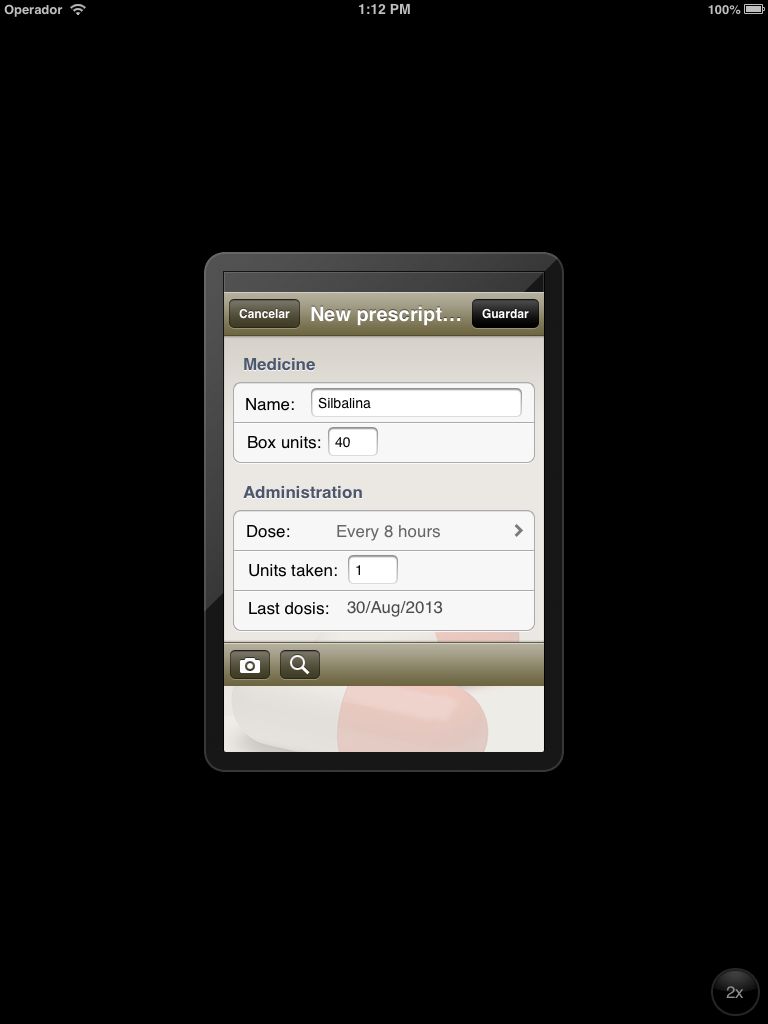 Operador 1:12 PM 100%
Cancelar New prescript... Guardar
Medicine
Name: Silbalina
Box units: 40
Administration
Dose: Every 8 hours
Units taken: 1
Last dosis: 30/Aug/2013
2x